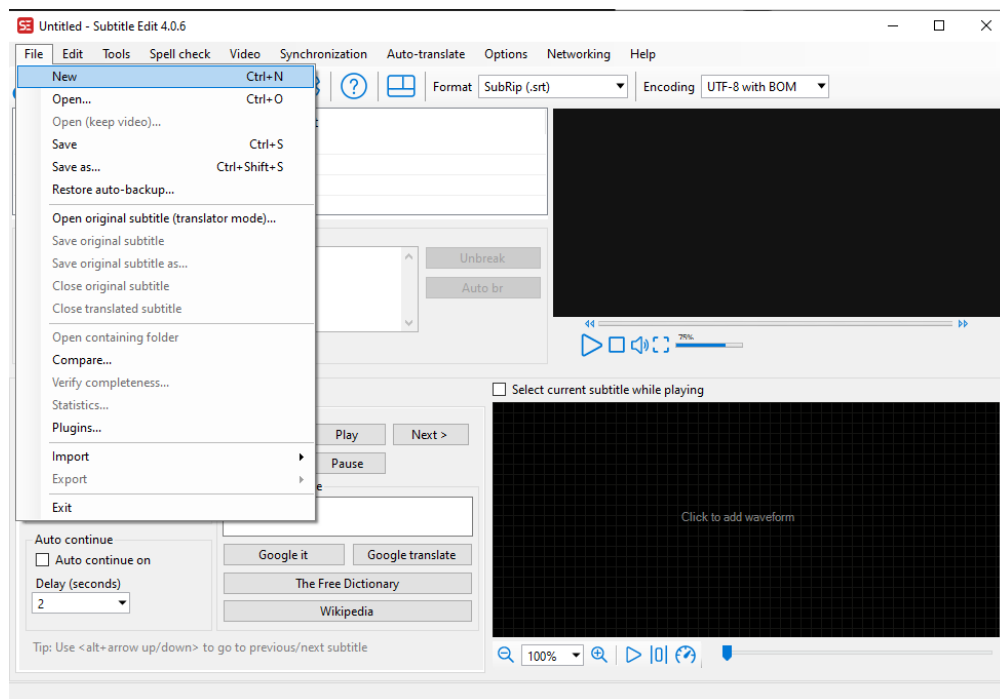 SE Untitled - Subtitle Edit 4.0.6
File Edit Tools Spell check Video Synchronization Auto-translate Options Networking Help
New Ctrl+N
Open... Ctrl+O
Open (keep video)...
Save Ctrl+S
Save as... Ctrl+Shift+S
Restore auto-backup...
Open original subtitle (translator mode)...
Save original subtitle
Save original subtitle as...
Close original subtitle
Close translated subtitle
Open containing folder
Compare...
Verify completeness...
Statistics...
Plugins...
Import
Export
Exit
? Format SubRip (.srt) Encoding UTF-8 with BOM
Unbreak
Auto br
75%
Select current subtitle while playing
Play Next >
Pause
Click to add waveform
Auto continue
Auto continue on
Delay (seconds)
2
Google it Google translate
The Free Dictionary
Wikipedia
Tip: Use <alt+arrow up/down> to go to previous/next subtitle
100%